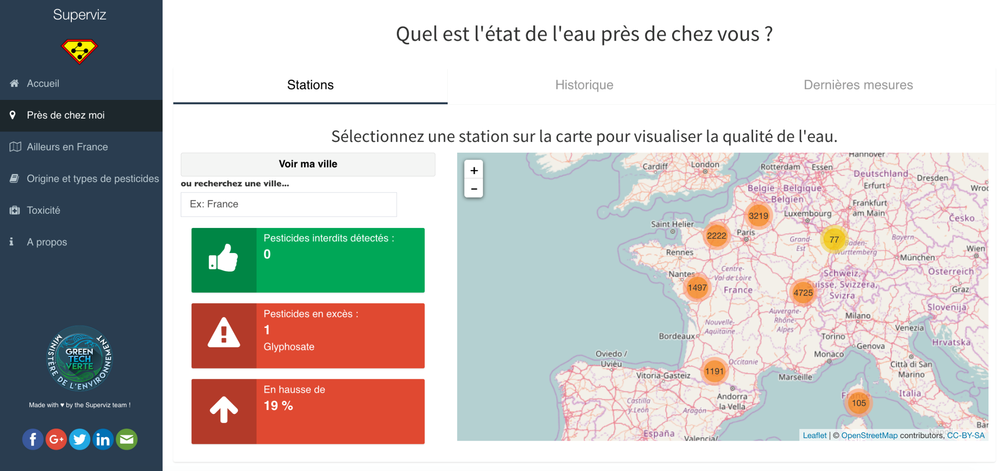 Superviz
Accueil
Près de chez moi
Ailleurs en France
Origine et types de pesticides
Toxicité
A propos
MINISTÈRE DE L'ENVIRONNEMENT
GREEN
TECH
VERTE
Made with ♥ by the Superviz team !
f
G+
in
Quel est l'état de l'eau près de chez vous ?
Stations
Historique
Dernières mesures
Sélectionnez une station sur la carte pour visualiser la qualité de l'eau.
Voir ma ville
ou recherchez une ville...
Ex: France
Pesticides interdits détectés :
0
Pesticides en excès :
1
Glyphosate
En hausse de
19 %
+
−
Hannover
Cardiff
London
Rotterdam
Essen
Deutschland
Dresden
België - Belgique
- Belgien
Erfurt
Wroc
Frankfurt
am Main
3219
Luxembourg
Česko
Saint Helier
2222
Paris
Grand-
Est
77
Baden-
Württemberg
Bayern
Wien
Rennes
München
Nantes
Centre-
Val de Loire
Schweiz,
Suisse, Svizzera,
Svizra
Österreich
1497
France
4725
Graz
Slovenija
Auvergne-
Rhône-
Alpes
Milano
Nouvelle-
Aquitaine
Venezia
Bordeaux
Torino
Hrvatska
Genova
Oviedo /
Uviéu
Monaco
Occitanie
Città di San
Marino
1191
Vitoria-Gasteiz
Marseille
Andorra
la Vella
France
105
Italia
Castilla
y León
Aragón
España
Valencia/
Bar
Napoli
Leaflet | © OpenStreetMap contributors, CC-BY-SA